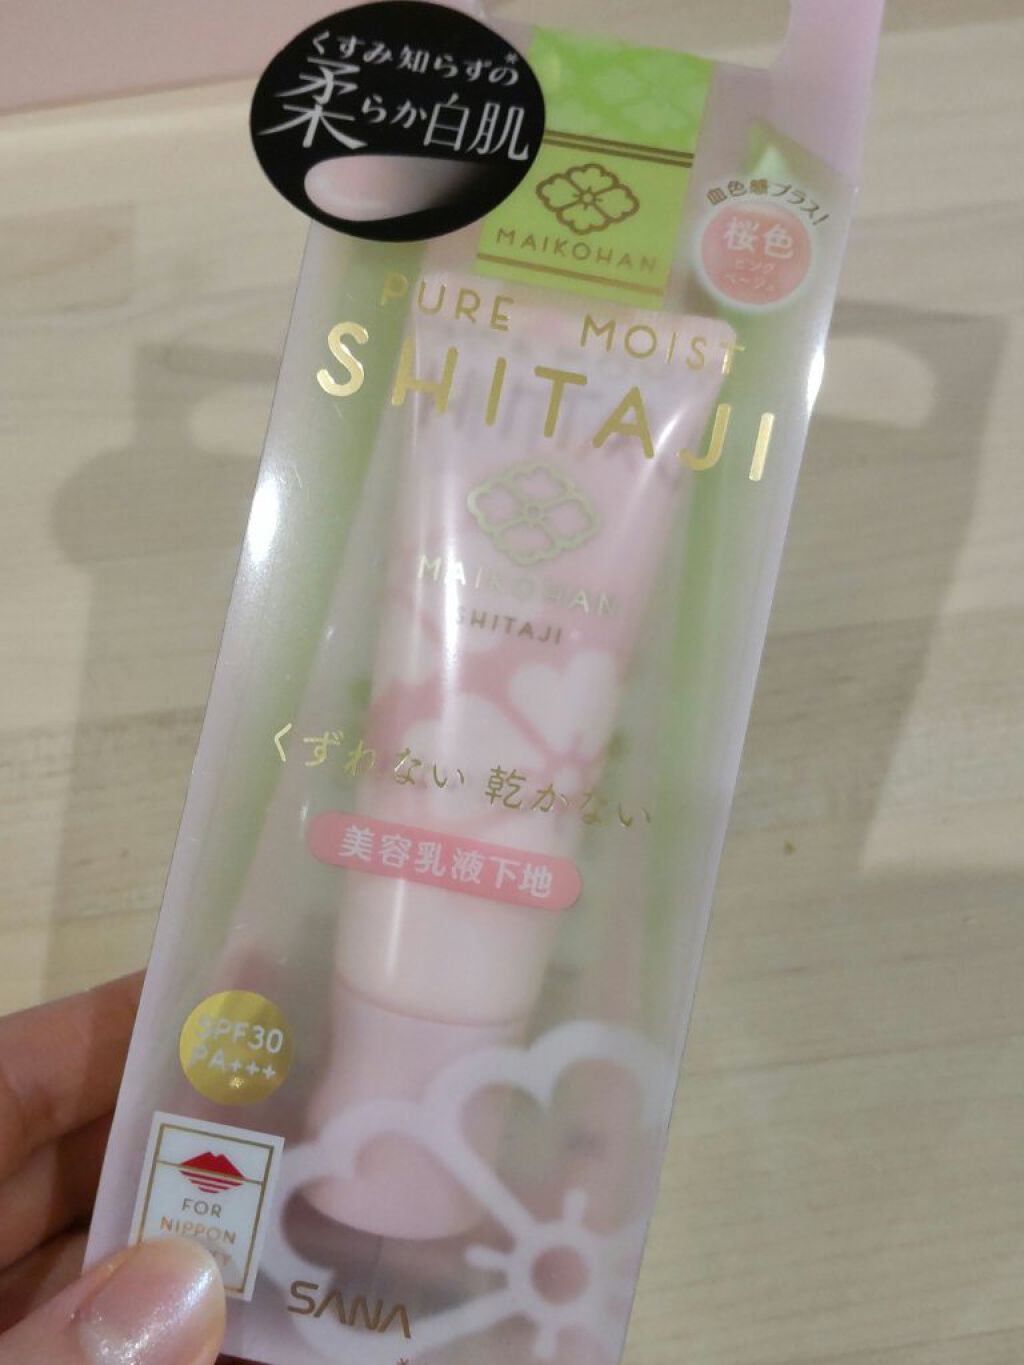 くすみ知らずの*
柔らか白肌
MAIKOHAN
血色感プラス!
桜色
ピンク
ベージュ
PURE MOIST
SHITAJI
MAIKOHAN
SHITAJI
くずれない 乾かない
美容乳液下地
SPF30
PA+++
FOR
NIPPON
SANA